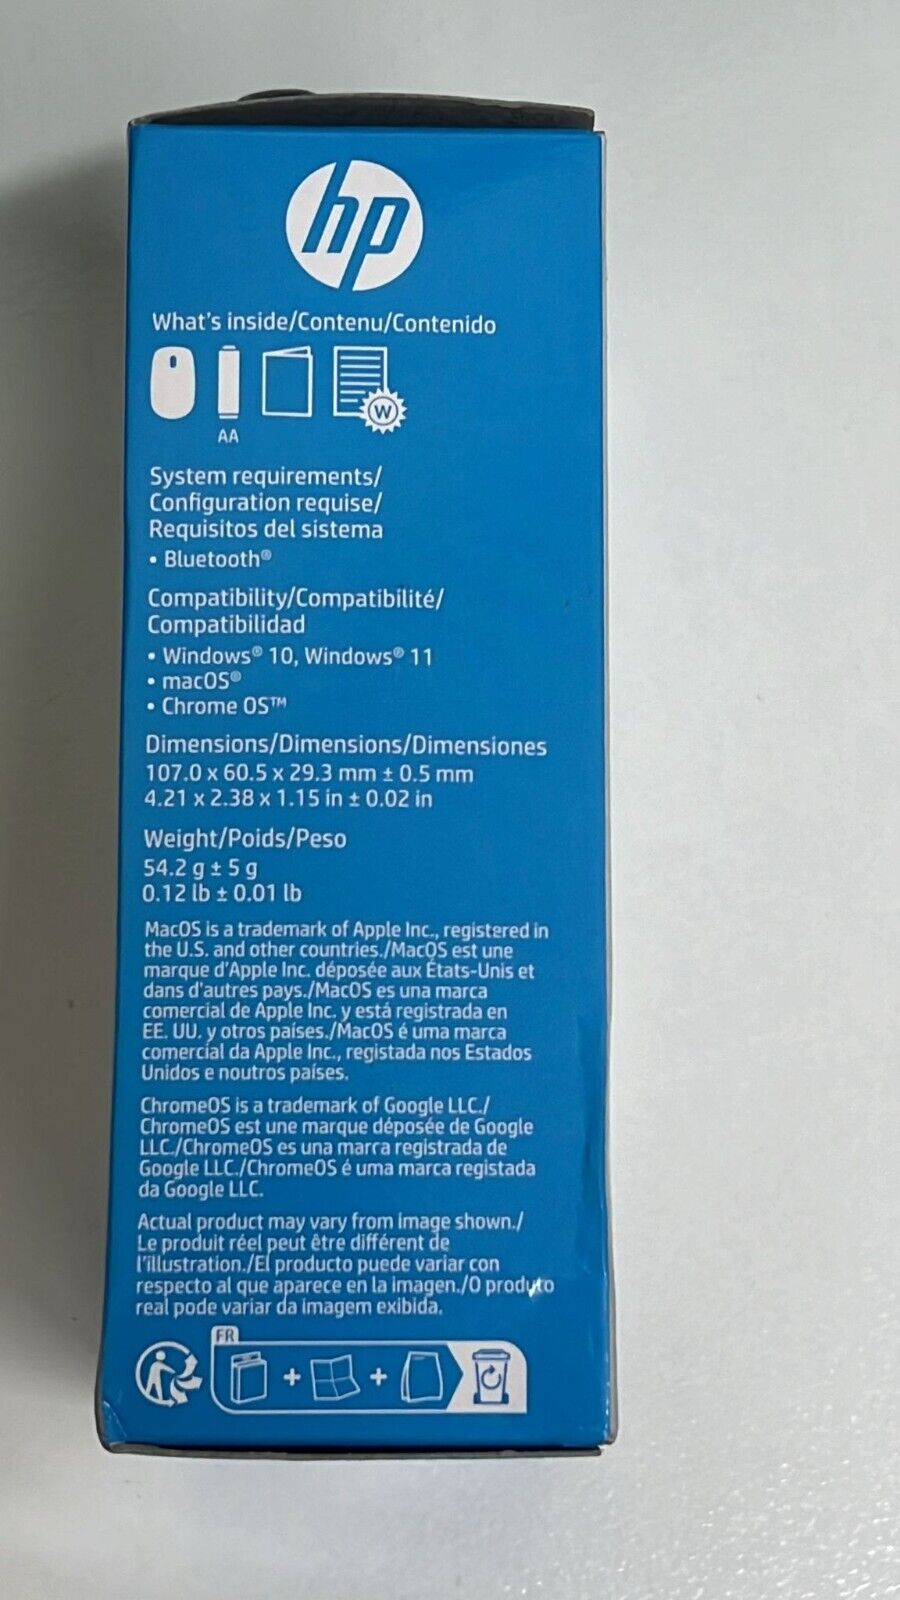 hp
What's inside/Contenu/Contenido
W
AA
System requirements/
Configuration requise/
Requisitos del sistema
• Bluetooth®
Compatibility/Compatibilité/
Compatibilidad
• Windows® 10, Windows® 11
• macOS®
• Chrome OS™
Dimensions/Dimensions/Dimensiones
107.0 x 60.5 x 29.3 mm ± 0.5 mm
4.21 x 2.38 x 1.15 in ± 0.02 in
Weight/Poids/Peso
54.2 g ± 5 g
0.12 lb ± 0.01 lb
MacOS is a trademark of Apple Inc., registered in
the U.S. and other countries./MacOS est une
marque d'Apple Inc. déposée aux États-Unis et
dans d'autres pays./MacOS es una marca
comercial de Apple Inc. y está registrada en
EE. UU. y otros países./MacOS é uma marca
comercial da Apple Inc., registada nos Estados
Unidos e noutros países.
ChromeOS is a trademark of Google LLC./
ChromeOS est une marque déposée de Google
LLC./ChromeOS es una marca registrada de
Google LLC./ChromeOS é uma marca registada
da Google LLC.
Actual product may vary from image shown./
Le produit réel peut être différent de
l'illustration./El producto puede variar con
respecto al que aparece en la imagen./O produto
real pode variar da imagem exibida.
FR
+ +